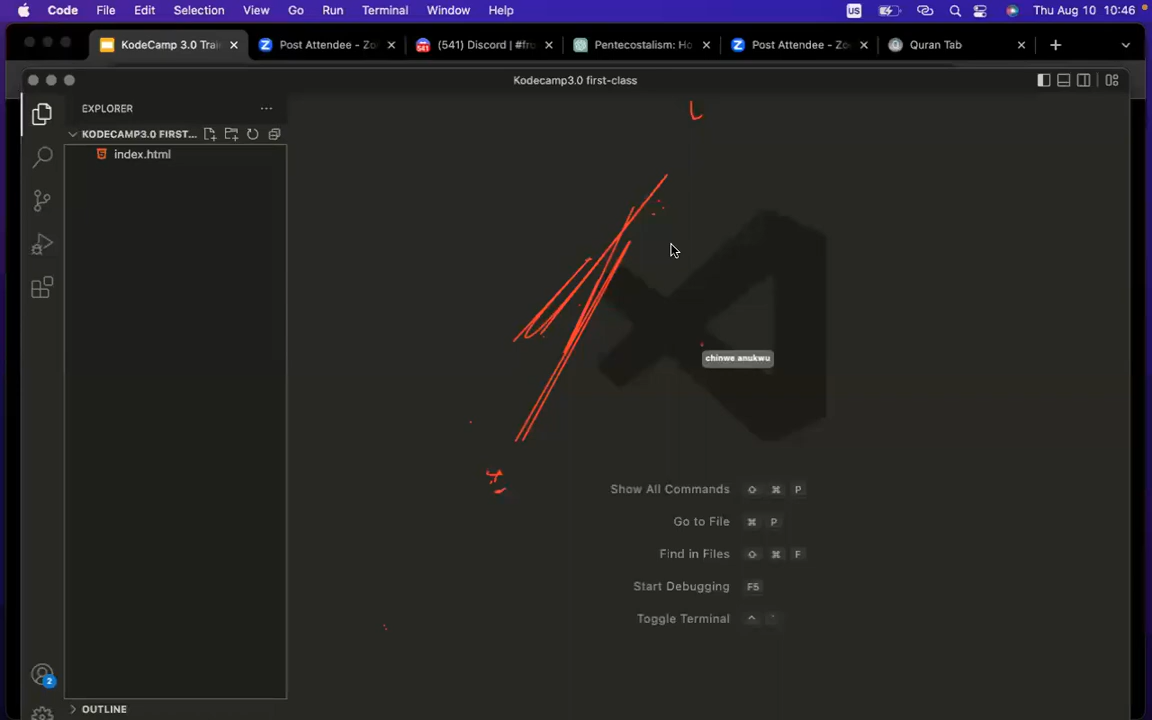 Code File Edit Selection View Go Run Terminal Window Help US Thu Aug 10 10:46
KodeCamp 3.0 Trai Post Attendee - Zo (541) Discord | #fro Pentecostalism: Ho Post Attendee - Zo Quran Tab
Kodecamp3.0 first-class
EXPLORER
KODECAMP3.0 FIRST...
index.html
chinwe anukwu
Show All Commands ⇧ ⌘ P
Go to File ⌘ P
Find in Files ⇧ ⌘ F
Start Debugging F5
Toggle Terminal ^ `
2
OUTLINE